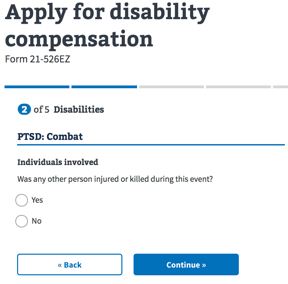 Apply for disability
compensation
Form 21-526EZ
2 of 5 Disabilities
PTSD: Combat
Individuals involved
Was any other person injured or killed during this event?
Yes
No
« Back
Continue »